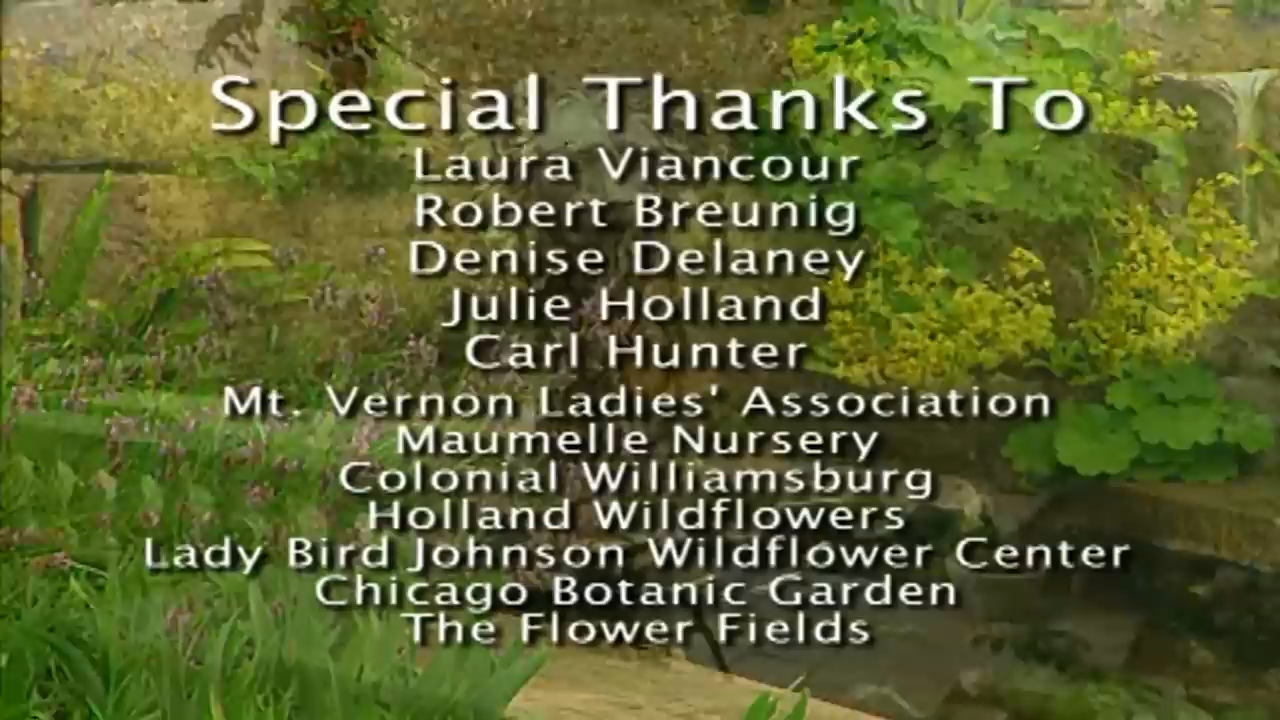 Special Thanks To
Laura Viancour
Robert Breunig
Denise Delaney
Julie Holland
Carl Hunter
Mt. Vernon Ladies' Association
Maumelle Nursery
Colonial Williamsburg
Holland Wildflowers
Lady Bird Johnson Wildflower Center
Chicago Botanic Garden
The Flower Fields